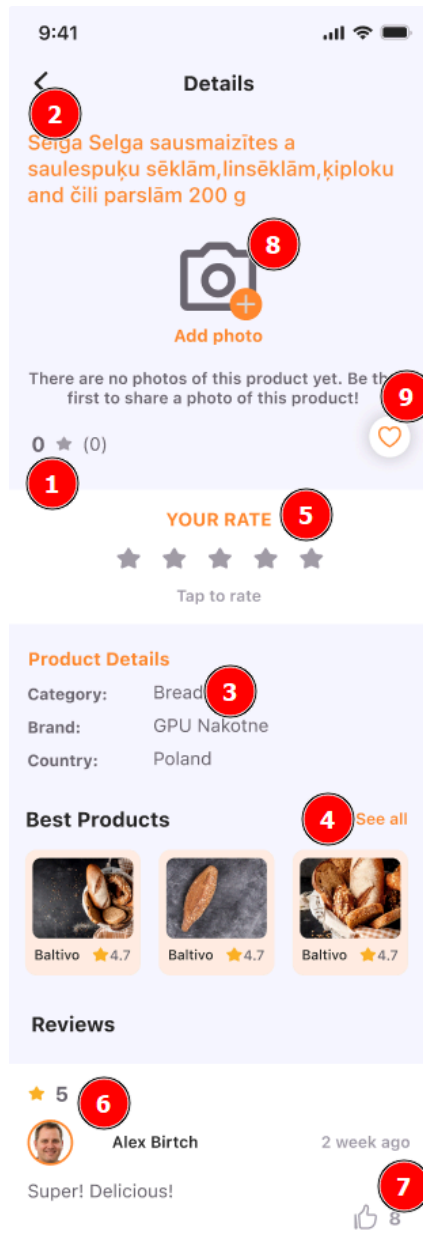 9:41
Details
2
Selga Selga sausmaizītes a
saulespuķu sēklām,linsēklām,ķiploku
and čili parslām 200 g
8
Add photo
There are no photos of this product yet. Be the
first to share a photo of this product!
9
0 ★ (0)
1
YOUR RATE
5
Tap to rate
Product Details
Category: Bread
3
Brand: GPU Nakotne
Country: Poland
Best Products
4
See all
Baltivo ★4.7 Baltivo ★4.7 Baltivo ★4.7
Reviews
★ 5
6
Alex Birtch 2 week ago
Super! Delicious!
7
8